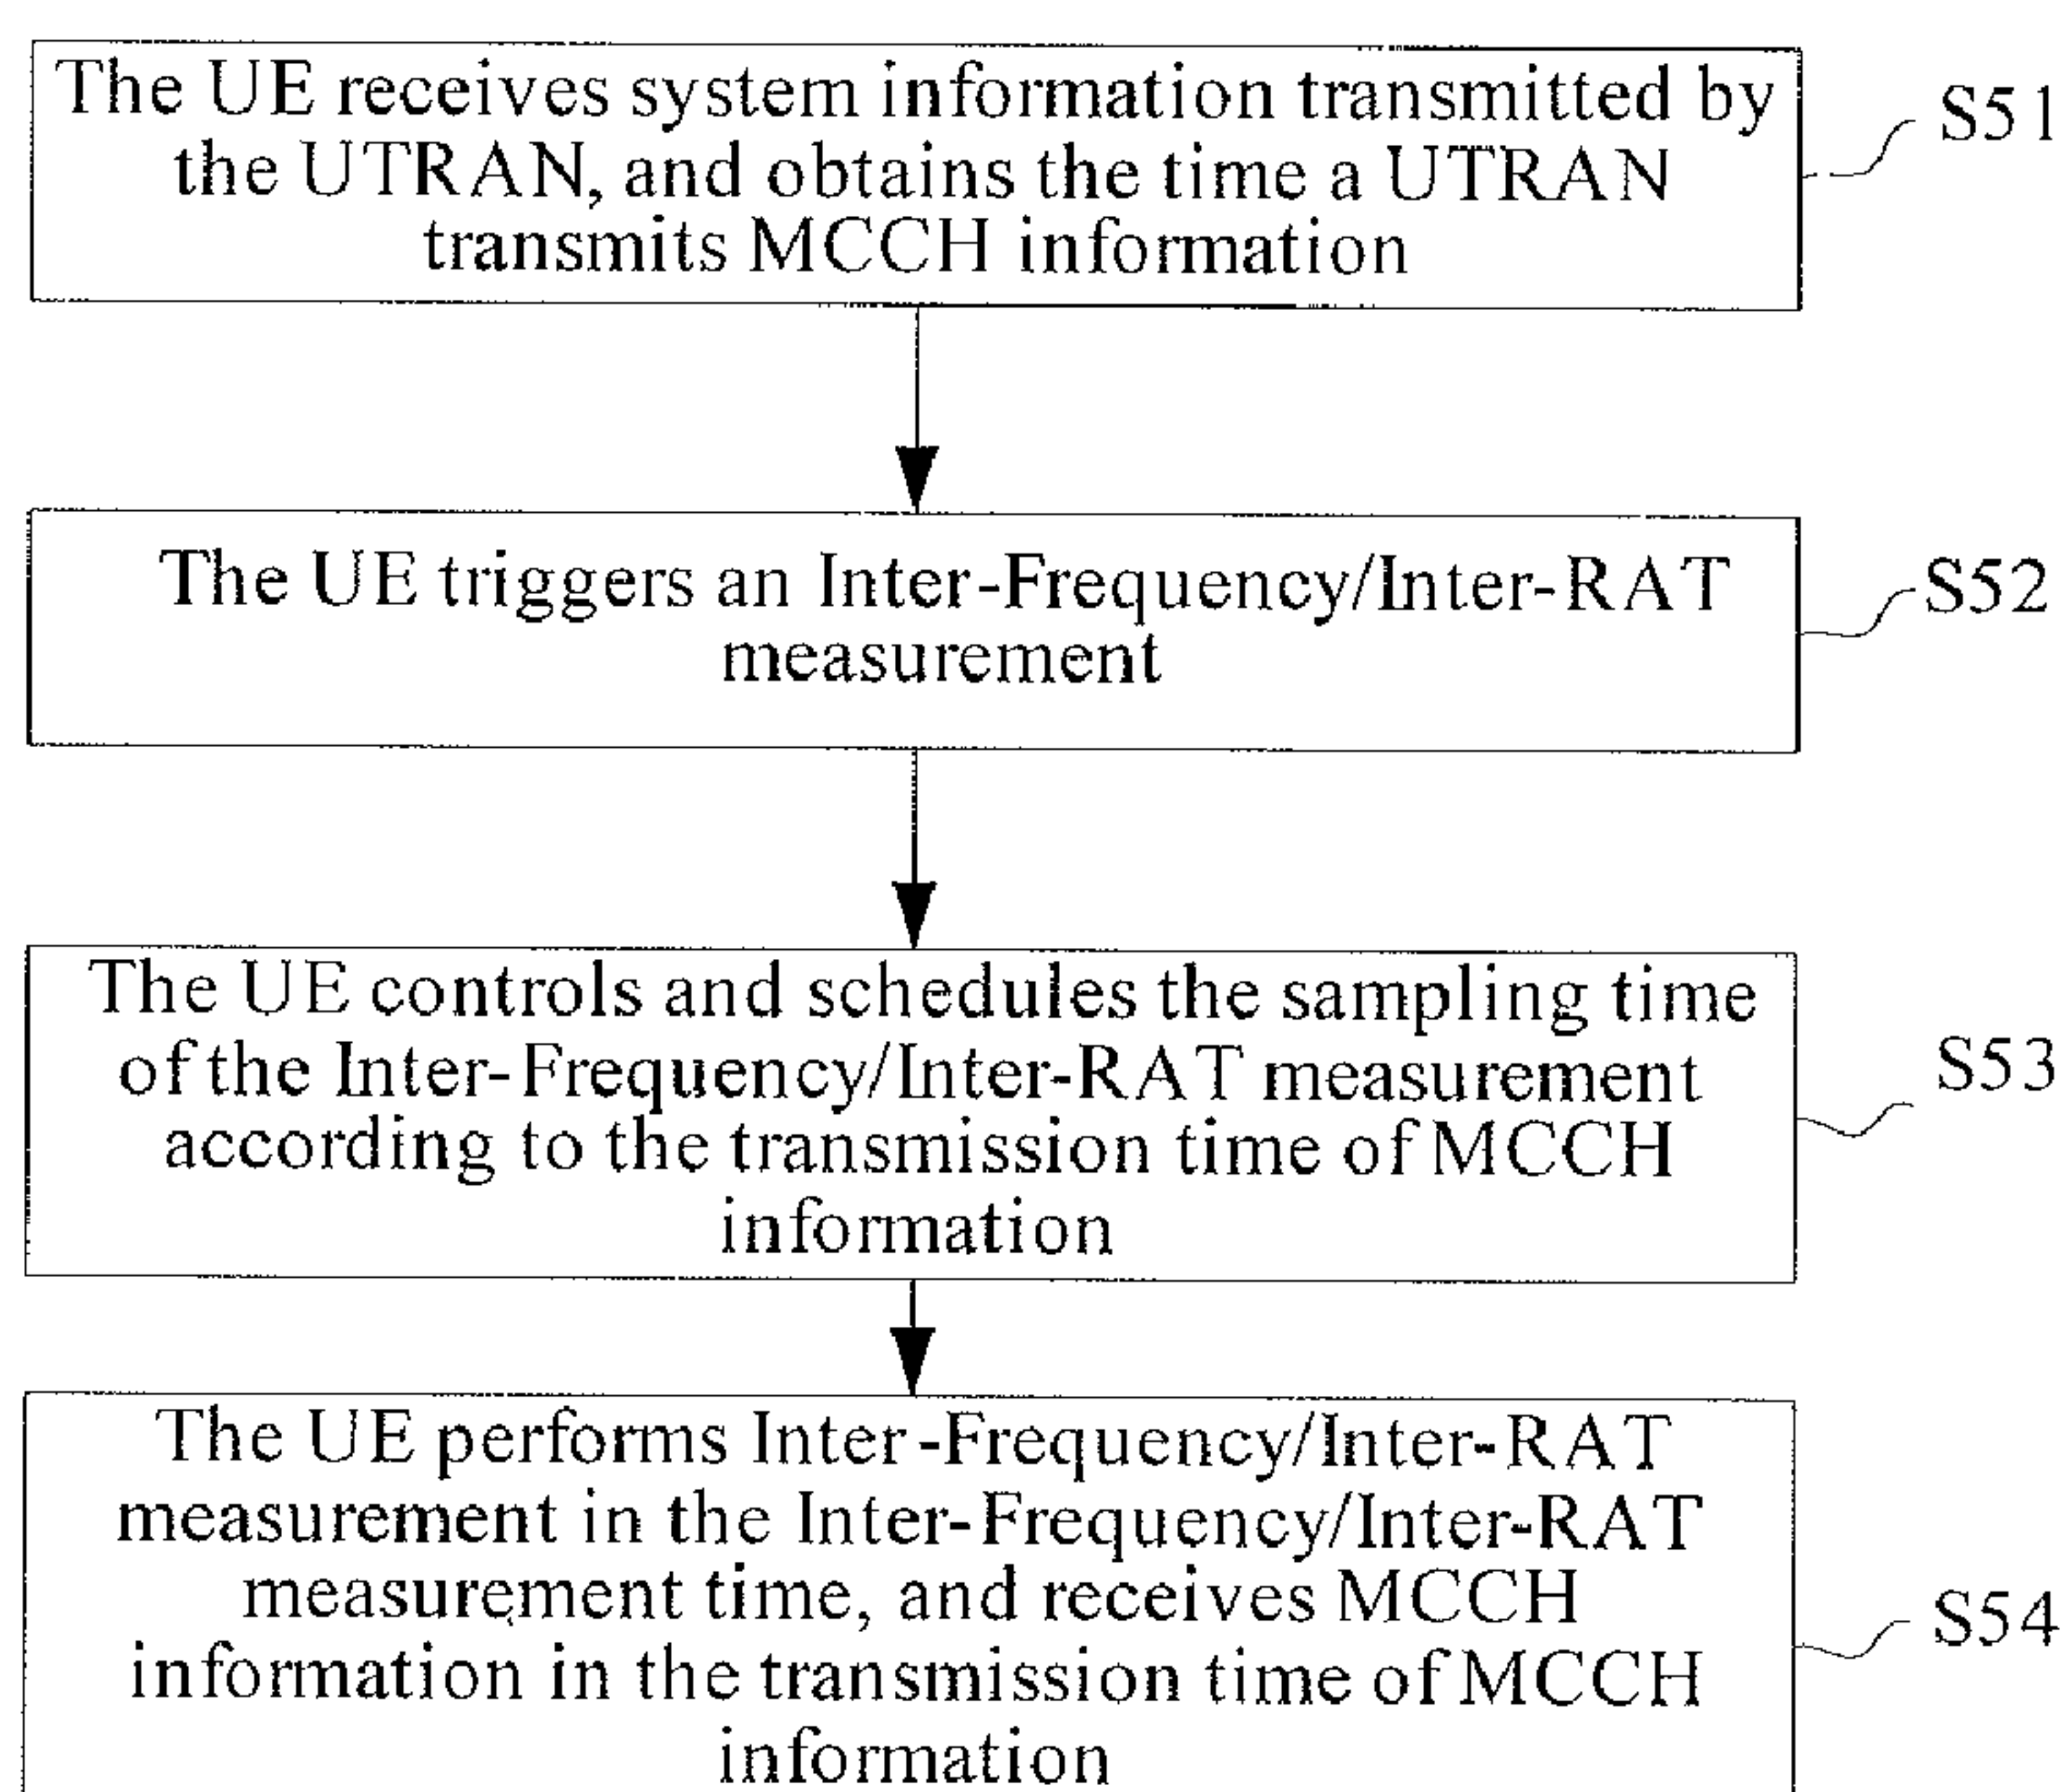 The UE receives system information transmitted by
the UTRAN, and obtains the time a UTRAN
transmits MCCH information
S51
The UE triggers an Inter-Frequency/Inter-RAT
measurement
S52
The UE controls and schedules the sampling time
of the Inter-Frequency/Inter-RAT measurement
according to the transmission time of MCCH
information
S53
The UE performs Inter-Frequency/Inter-RAT
measurement in the Inter-Frequency/Inter-RAT
measurement time, and receives MCCH
information in the transmission time of MCCH
information
S54